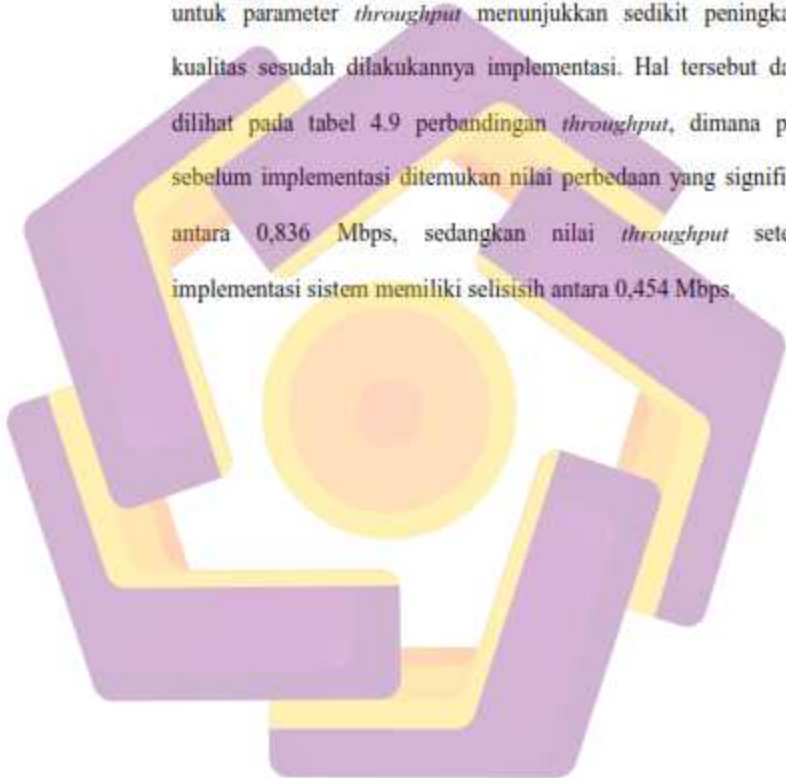 untuk parameter throughput menunjukkan sedikit peningka
kualitas sesudah dilakukannya implementasi. Hal tersebut da
dilihat pada tabel 4.9 perbandingan throughput, dimana p
sebelum implementasi ditemukan nilai perbedaan yang signifi
antara 0,836 Mbps, sedangkan nilai throughput sete
implementasi sistem memiliki selisisih antara 0,454 Mbps.